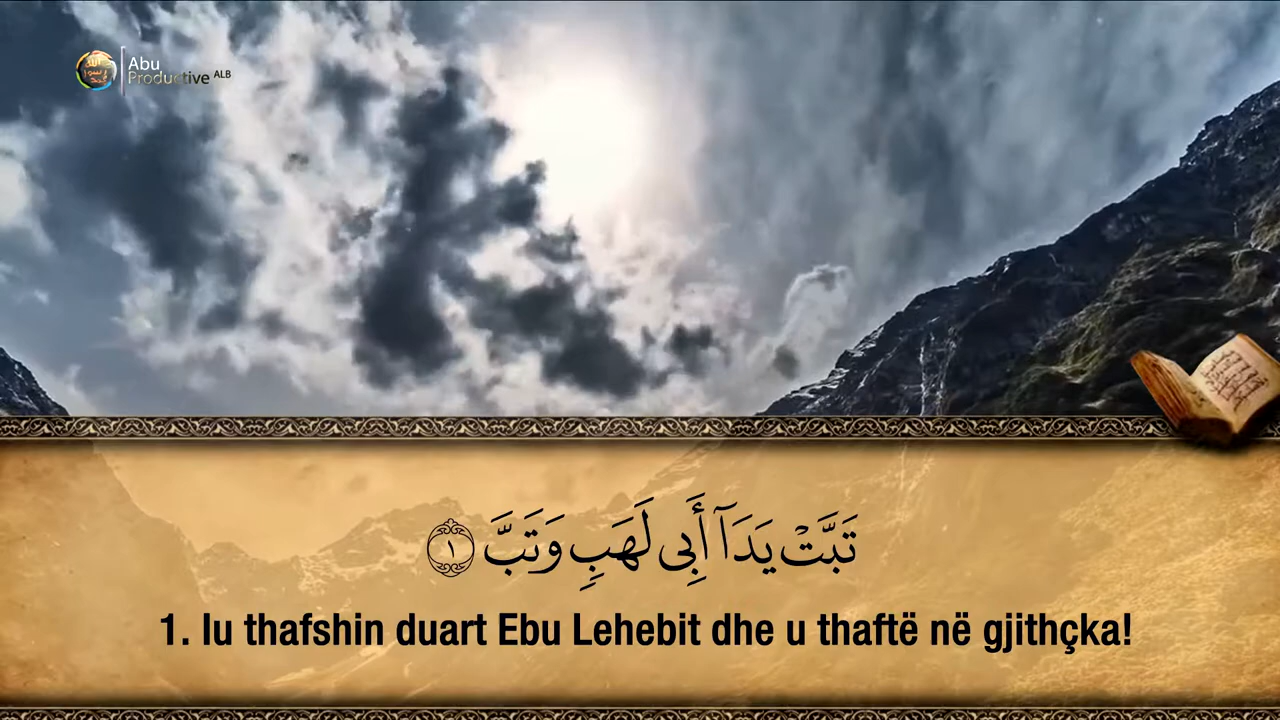 Abu
Productive ALB
تَبَّتْ يَدَآ أَبِى لَهَبٍ وَتَبَّ ١
1. Iu thafshin duart Ebu Lehebit dhe u thaftë në gjithçka!